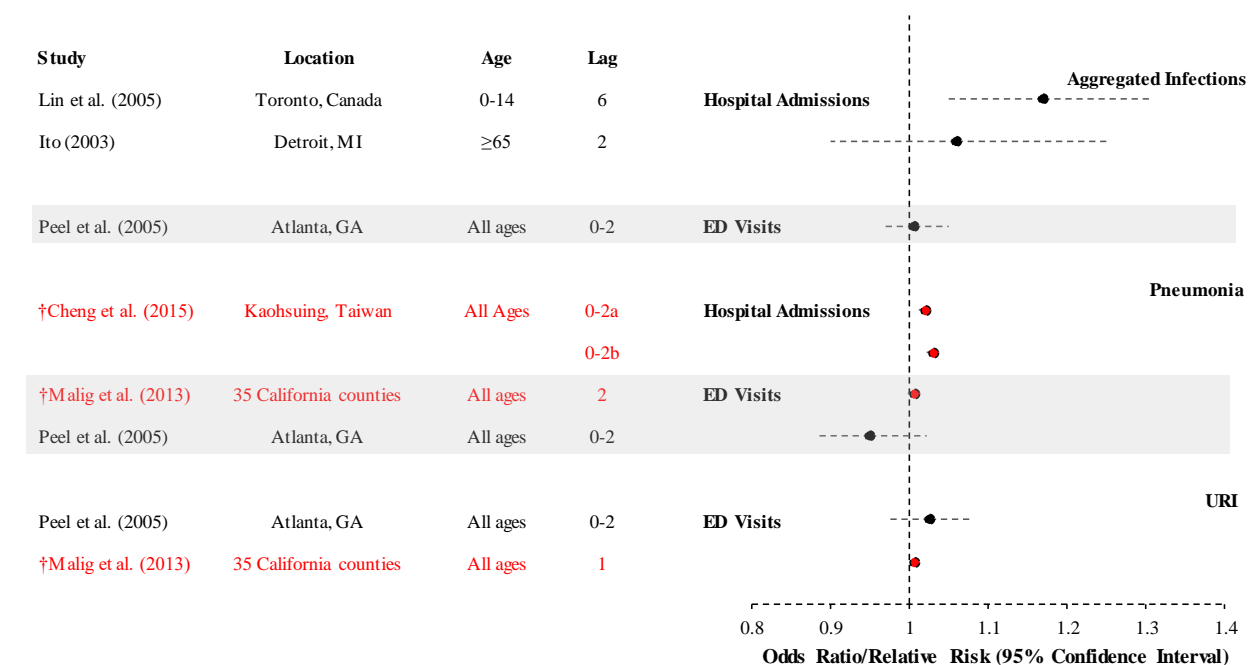 Study Location Age Lag
Aggregated Infections
Lin et al. (2005) Toronto, Canada 0-14 6 Hospital Admissions
Ito (2003) Detroit, MI ≥65 2
Peel et al. (2005) Atlanta, GA All ages 0-2 ED Visits
Pneumonia
†Cheng et al. (2015) Kaohsuing, Taiwan All Ages 0-2a Hospital Admissions
0-2b
†Malig et al. (2013) 35 California counties All ages 2 ED Visits
Peel et al. (2005) Atlanta, GA All ages 0-2
URI
Peel et al. (2005) Atlanta, GA All ages 0-2 ED Visits
†Malig et al. (2013) 35 California counties All ages 1
0.8 0.9 1 1.1 1.2 1.3 1.4
Odds Ratio/Relative Risk (95% Confidence Interval)